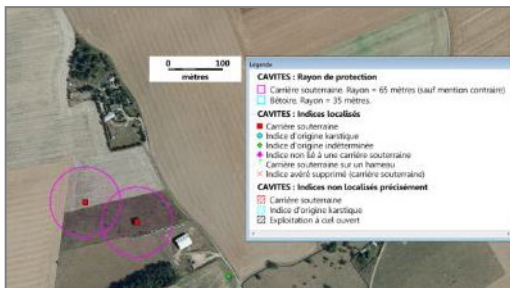 0 100
mètres
Légende
CAVITES : Rayon de protection
Carrière souterraine. Rayon = 65 mètres (sauf mention contraire)
Bétoire. Rayon = 35 mètres.
CAVITES : Indices localisés
Carrière souterraine
Indice d'origine karstique
Indice d'origine indéterminée
Indice non lié à une carrière souterraine
Carrière souterraine sur un hameau
Indice avéré supprimé (carrière souterraine)
CAVITES : Indices non localisés précisément
Carrière souterraine
Indice d'origine karstique
Exploitation à ciel ouvert